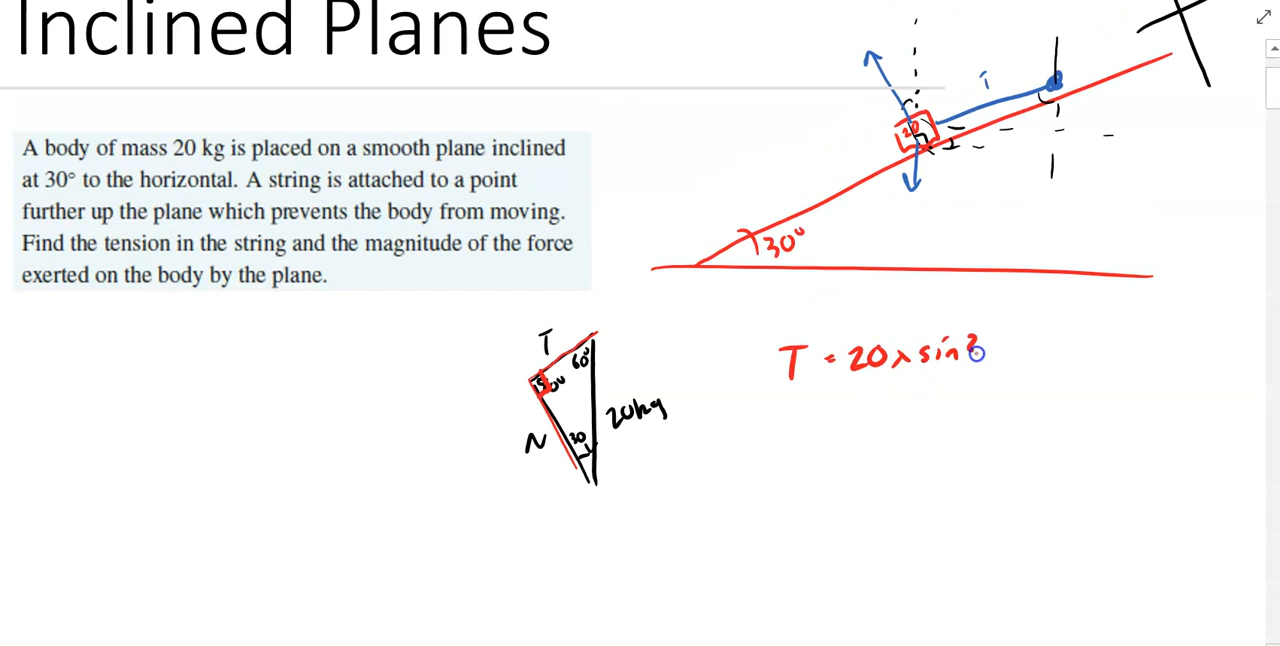 Inclined Planes
A body of mass 20 kg is placed on a smooth plane inclined
at 30° to the horizontal. A string is attached to a point
further up the plane which prevents the body from moving.
Find the tension in the string and the magnitude of the force
exerted on the body by the plane.
20
30°
T
60°
90°
N
30
20kg
T = 20 x sin 3